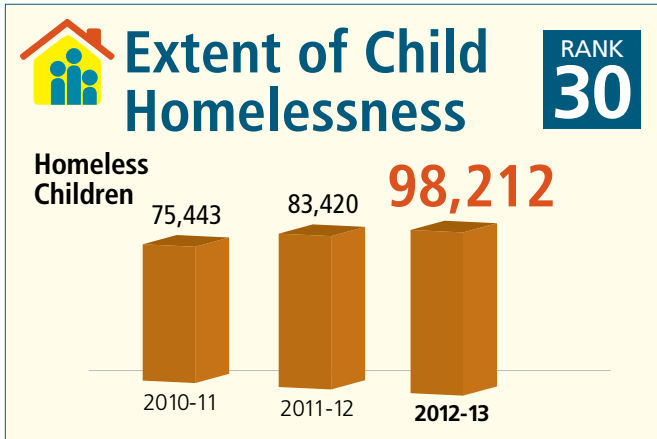 Extent of Child
Homelessness
RANK
30
Homeless
Children
75,443
83,420
98,212
2010-11
2011-12
2012-13